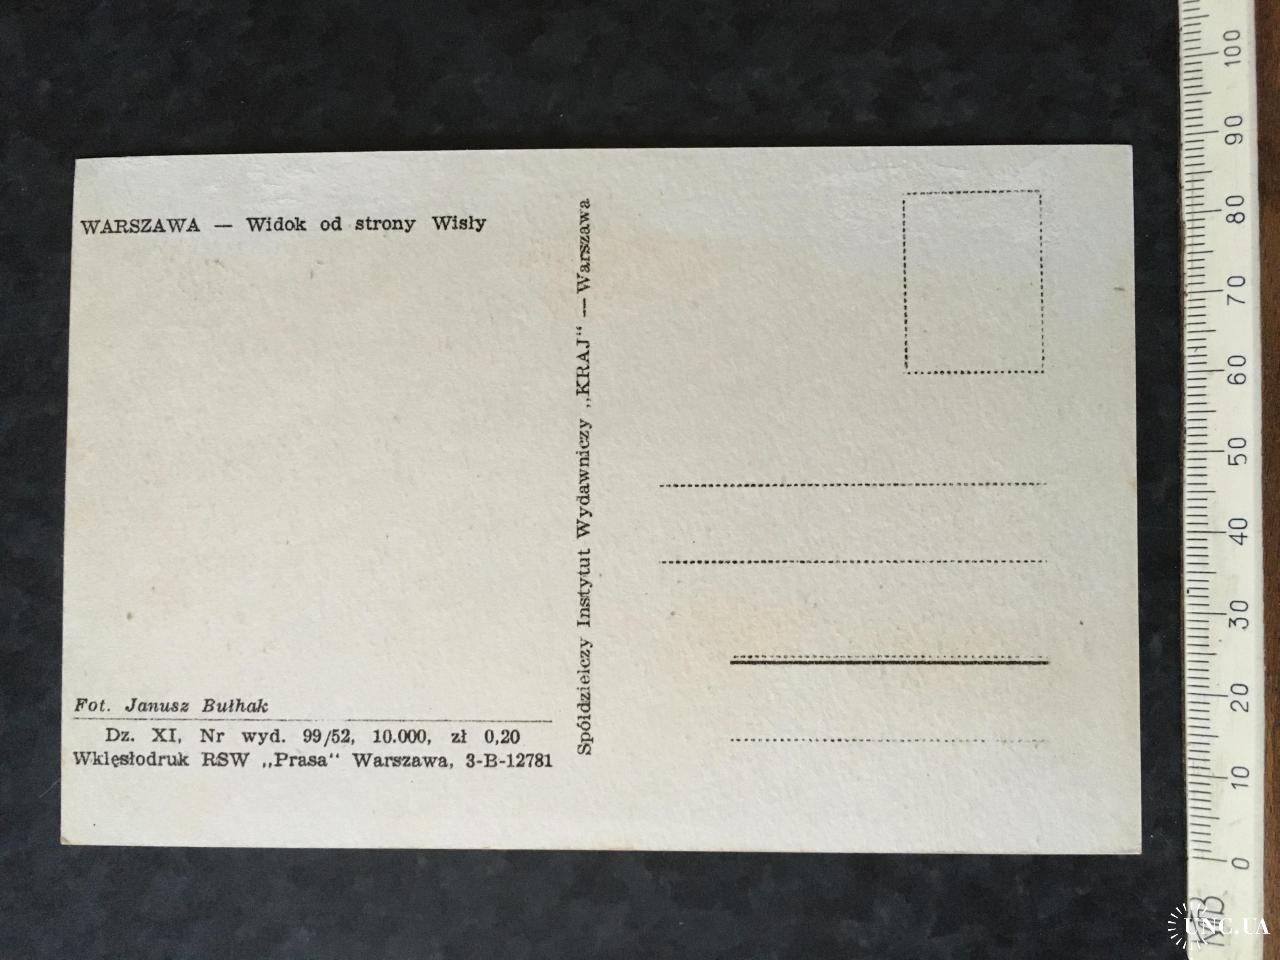 WARSZAWA — Widok od strony Wisły
Fot. Janusz Bułhak
Dz. XI, Nr wyd. 99/52, 10.000, zł 0,20
Wklęsłodruk RSW „Prasa“ Warszawa, 3-B-12781
Spółdzielczy Instytut Wydawniczy „KRAJ“ — Warszawa
100
90
80
70
60
50
40
30
20
10
0
UNC.UA